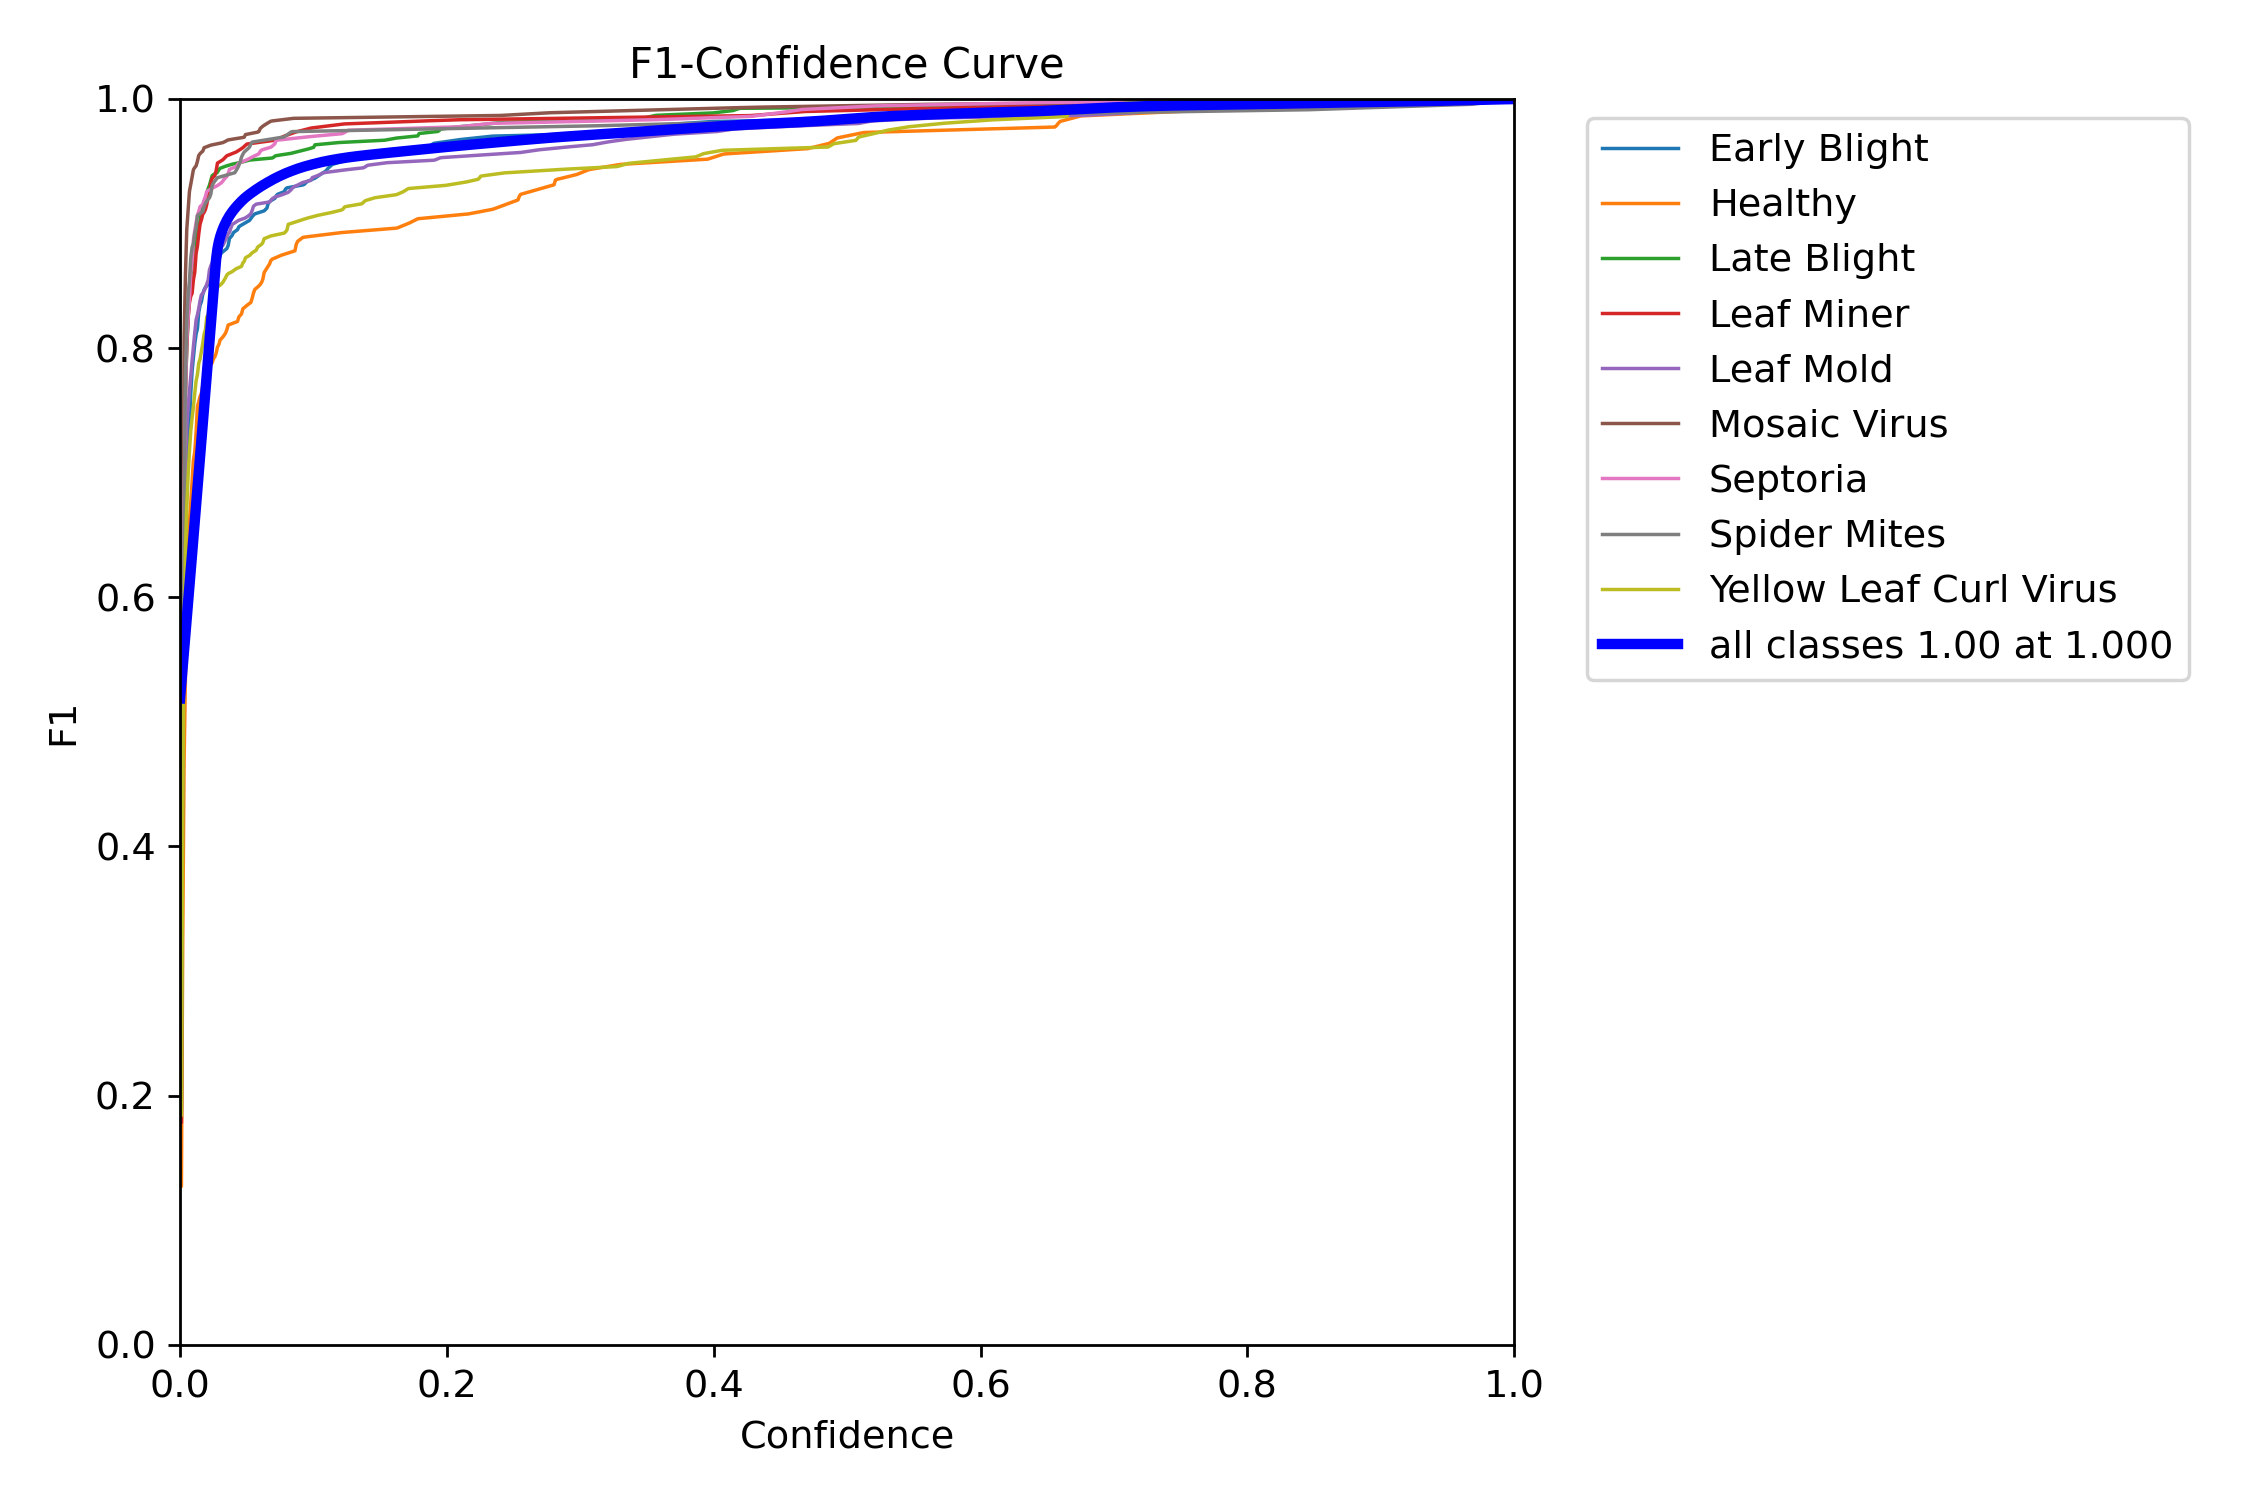 F1-Confidence Curve
1.0
0.8
0.6
0.4
0.2
0.0
F1
0.0 0.2 0.4 0.6 0.8 1.0
Confidence
Early Blight
Healthy
Late Blight
Leaf Miner
Leaf Mold
Mosaic Virus
Septoria
Spider Mites
Yellow Leaf Curl Virus
all classes 1.00 at 1.000